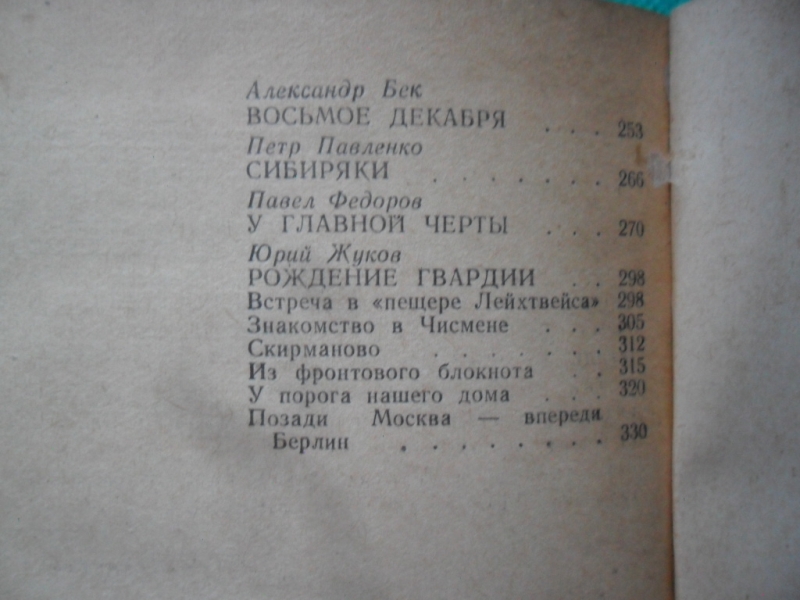 Александр Бек
ВОСЬМОЕ ДЕКАБРЯ . . . 253
Петр Павленко
СИБИРЯКИ . . . . . . . 266
Павел Федоров
У ГЛАВНОЙ ЧЕРТЫ . . . 270
Юрий Жуков
РОЖДЕНИЕ ГВАРДИИ . . 298
Встреча в «пещере Лейхтвейса» 298
Знакомство в Чисмене . . . 305
Скирманово . . . . . . . 312
Из фронтового блокнота . . 315
У порога нашего дома . . . 320
Позади Москва — впереди
Берлин . . . . . . . . 330